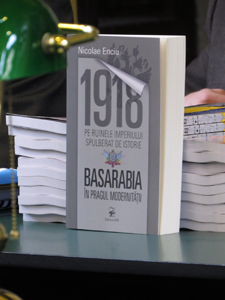 Nicolae Enciu
1918
PE RUINELE IMPERIULUI
SPULBERAT DE ISTORIE
BASARABIA
ÎN PRAGUL MODERNITĂȚII